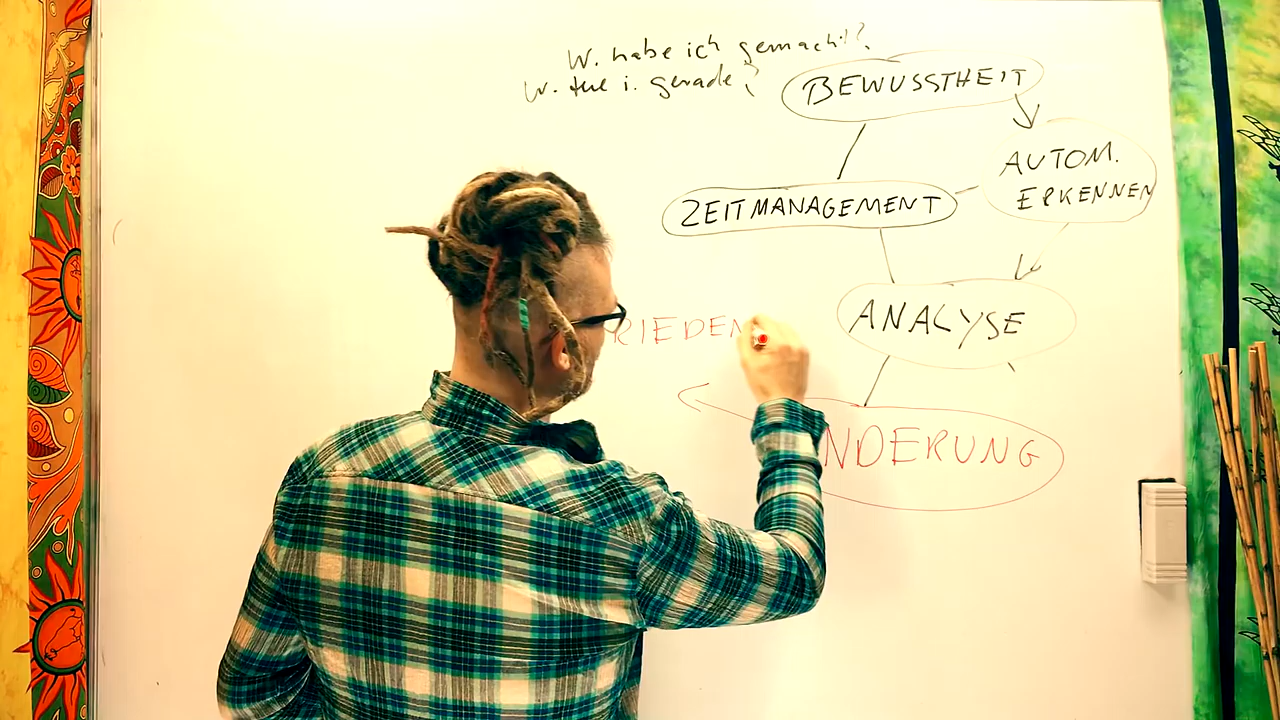 W. habe ich gemacht?
W. tue i. gerade?
BEWUSSTHEIT
AUTOM.
ERKENNEN
ZEITMANAGEMENT
ANALYSE
RIEDEN
NDERUNG